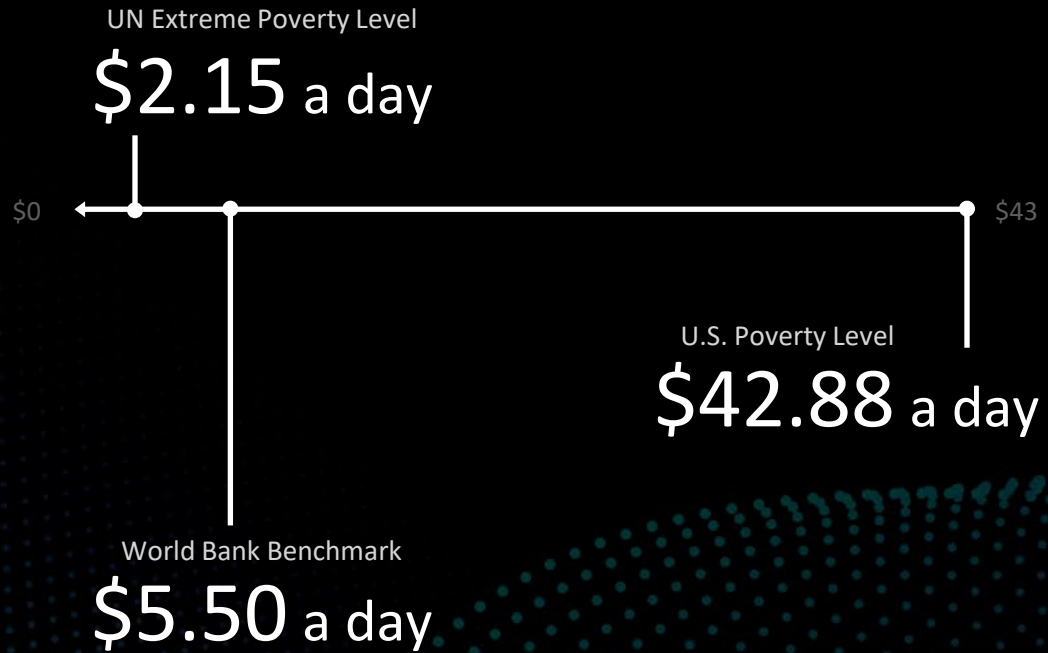 UN Extreme Poverty Level
$2.15 a day
$0
$43
U.S. Poverty Level
$42.88 a day
World Bank Benchmark
$5.50 a day